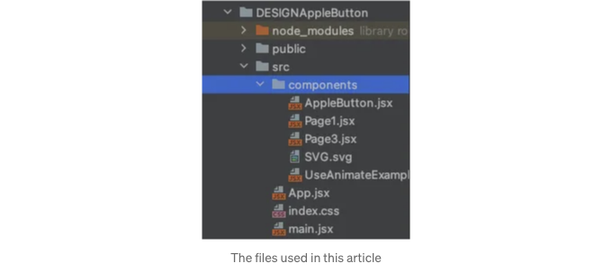 DESIGNAppleButton
node_modules library ro
public
src
components
AppleButton.jsx
Page1.jsx
Page3.jsx
SVG.svg
UseAnimateExampl
App.jsx
index.css
main.jsx
The files used in this article